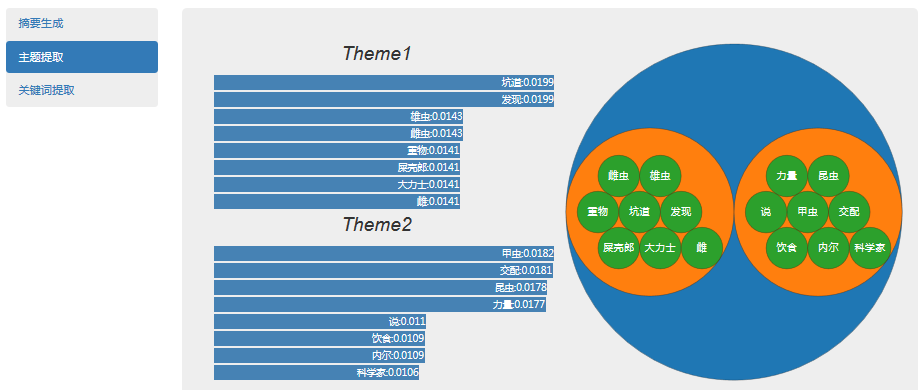 摘要生成
主题提取
关键词提取
Theme1
坑道:0.0199
发现:0.0199
雄虫:0.0143
雌虫:0.0143
重物:0.0141
屎壳郎:0.0141
大力士:0.0141
雌:0.0141
Theme2
甲虫:0.0182
交配:0.0181
昆虫:0.0178
力量:0.0177
说:0.011
饮食:0.0109
内尔:0.0109
科学家:0.0106
雌虫 雄虫
重物 坑道 发现
屎壳郎 大力士 雌
力量 昆虫
说 甲虫 交配
饮食 内尔 科学家